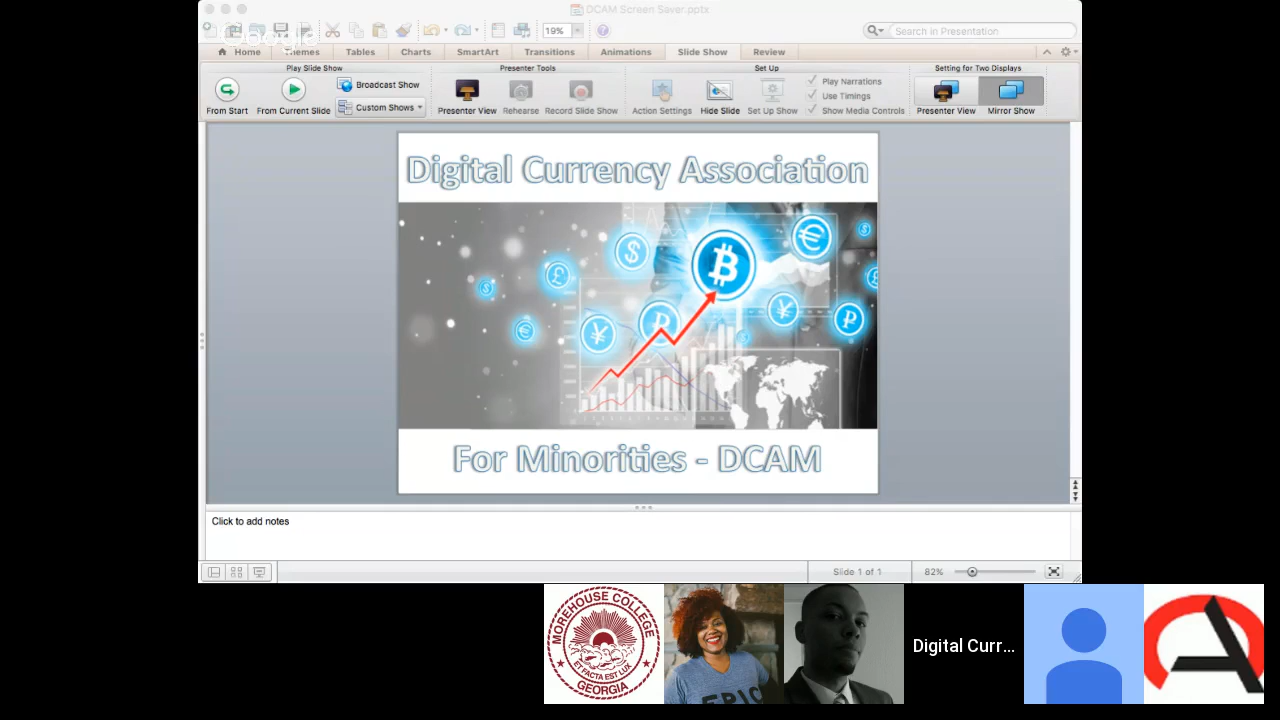 DCAM Screen Saver.pptx
19%
Search in Presentation
Home Themes Tables Charts SmartArt Transitions Animations Slide Show Review
Play Slide Show Presenter Tools Set Up Setting for Two Displays
From Start From Current Slide Broadcast Show Custom Shows Presenter View Rehearse Record Slide Show Action Settings Hide Slide Set Up Show Play Narrations Use Timings Show Media Controls Presenter View Mirror Show
Digital Currency Association
For Minorities - DCAM
Click to add notes
Slide 1 of 1 82%
MOREHOUSE COLLEGE
ET FACTA EST LUX
GEORGIA
EPIC
Digital Curr...